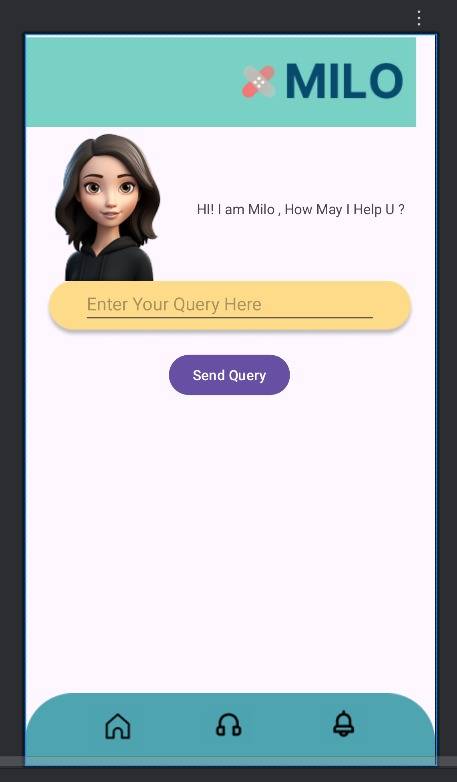 MILO
HI! I am Milo , How May I Help U ?
Enter Your Query Here
Send Query